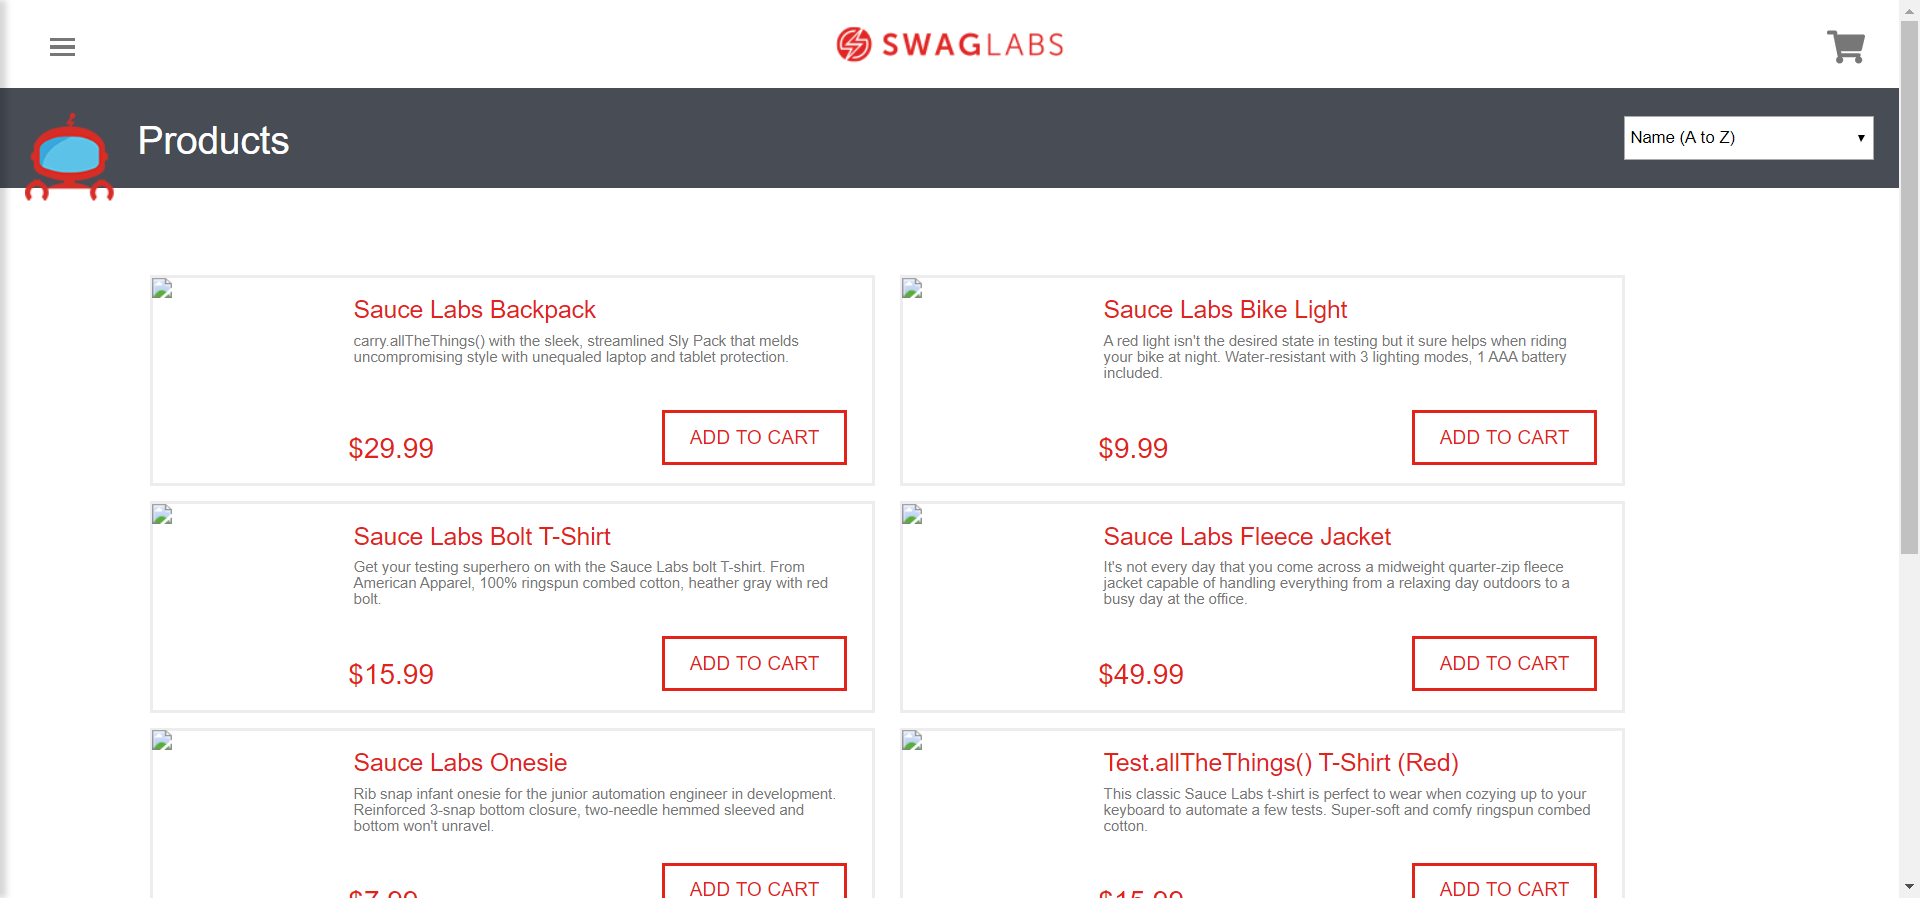 SWAGLABS
Products
Name (A to Z)
Sauce Labs Backpack
carry.allTheThings() with the sleek, streamlined Sly Pack that melds
uncompromising style with unequaled laptop and tablet protection.
$29.99
ADD TO CART
Sauce Labs Bike Light
A red light isn't the desired state in testing but it sure helps when riding
your bike at night. Water-resistant with 3 lighting modes, 1 AAA battery
included.
$9.99
ADD TO CART
Sauce Labs Bolt T-Shirt
Get your testing superhero on with the Sauce Labs bolt T-shirt. From
American Apparel, 100% ringspun combed cotton, heather gray with red
bolt.
$15.99
ADD TO CART
Sauce Labs Fleece Jacket
It's not every day that you come across a midweight quarter-zip fleece
jacket capable of handling everything from a relaxing day outdoors to a
busy day at the office.
$49.99
ADD TO CART
Sauce Labs Onesie
Rib snap infant onesie for the junior automation engineer in development.
Reinforced 3-snap bottom closure, two-needle hemmed sleeved and
bottom won't unravel.
$7.99
ADD TO CART
Test.allTheThings() T-Shirt (Red)
This classic Sauce Labs t-shirt is perfect to wear when cozying up to your
keyboard to automate a few tests. Super-soft and comfy ringspun combed
cotton.
$15.99
ADD TO CART